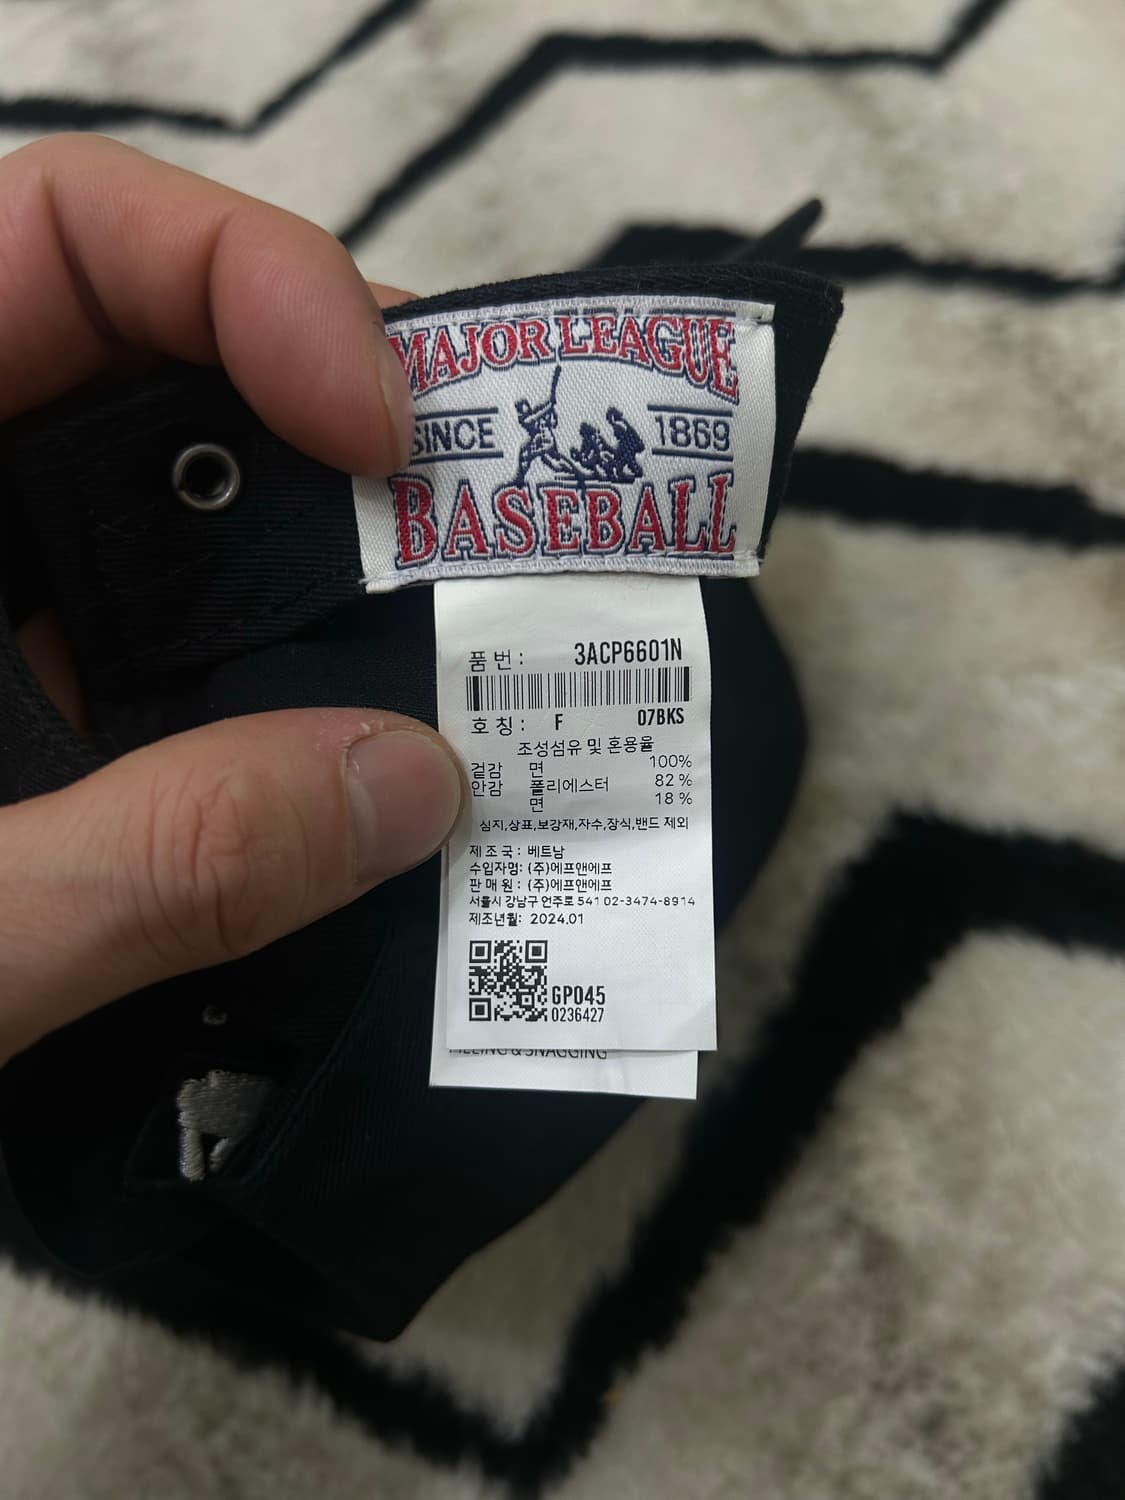 MAJOR LEAGUE
SINCE 1869
BASEBALL
품 번 : 3ACP6601N
호 칭 : F 07BKS
조성섬유 및 혼용율
겉감 면 100%
안감 폴리에스터 82 %
면 18 %
심지,상표,보강재,자수,장식,밴드 제외
제 조 국 : 베트남
수입자명: (주)에프앤에프
판 매 원 : (주)에프앤에프
서울시 강남구 언주로 541 02-3474-8914
제조년월: 2024.01
GP045
0236427
PILLING & SNAGGING